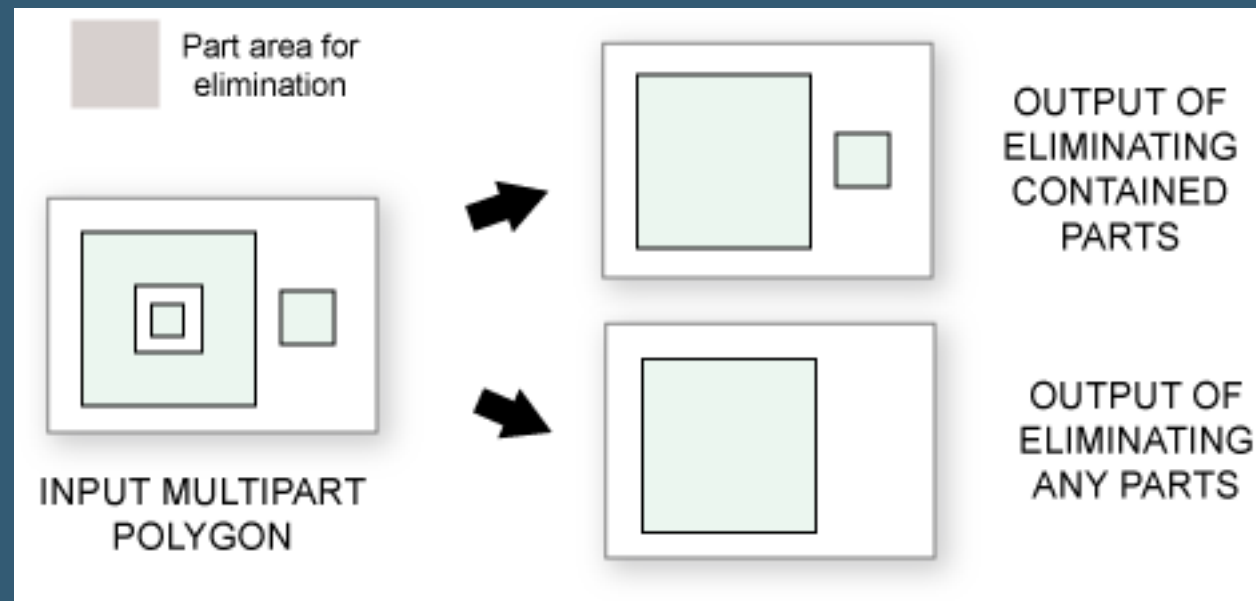 Part area for
elimination
INPUT MULTIPART
POLYGON
OUTPUT OF
ELIMINATING
CONTAINED
PARTS
OUTPUT OF
ELIMINATING
ANY PARTS